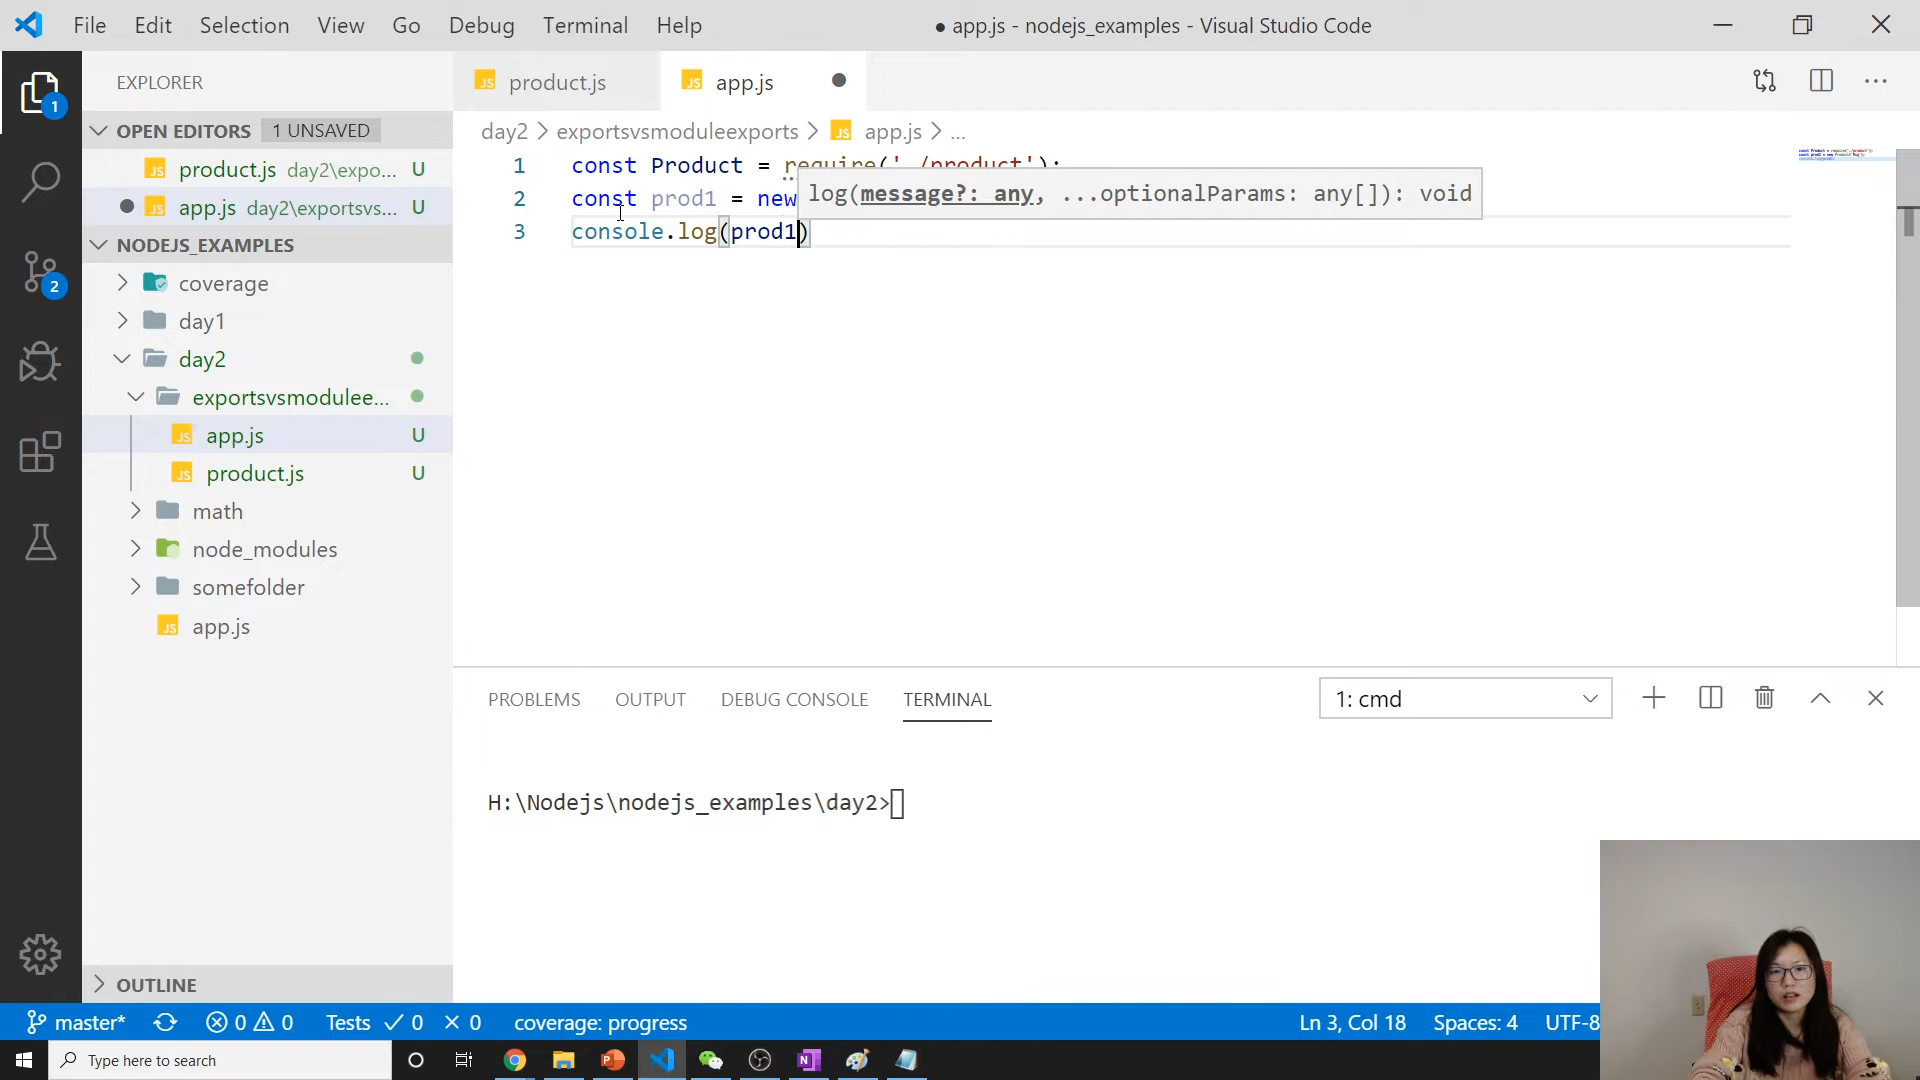 File Edit Selection View Go Debug Terminal Help
● app.js - nodejs_examples - Visual Studio Code
EXPLORER
OPEN EDITORS 1 UNSAVED
product.js day2\expo... U
app.js day2\exportsvs... U
NODEJS_EXAMPLES
coverage
day1
day2
exportsvsmodulee...
app.js U
product.js U
math
node_modules
somefolder
app.js
OUTLINE
product.js
app.js
day2 > exportsvsmoduleexports > app.js > ...
1 const Product = require('./product');
2 const prod1 = new
log(message?: any, ...optionalParams: any[]): void
3 console.log(prod1)
PROBLEMS OUTPUT DEBUG CONSOLE TERMINAL
1: cmd
H:\Nodejs\nodejs_examples\day2>
1
2
master* 0 0 Tests 0 0 coverage: progress
Ln 3, Col 18 Spaces: 4 UTF-8
Type here to search